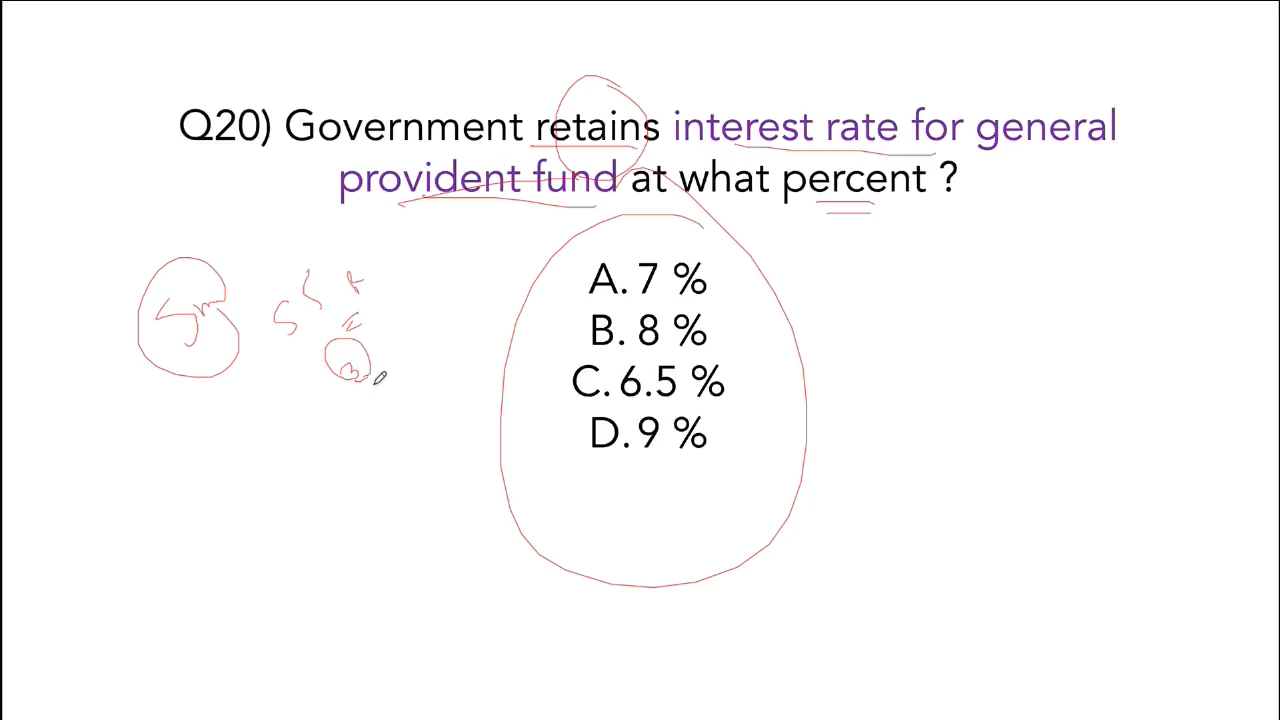 Q20) Government retains interest rate for general
provident fund at what percent ?
A. 7 %
B. 8 %
C. 6.5 %
D. 9 %